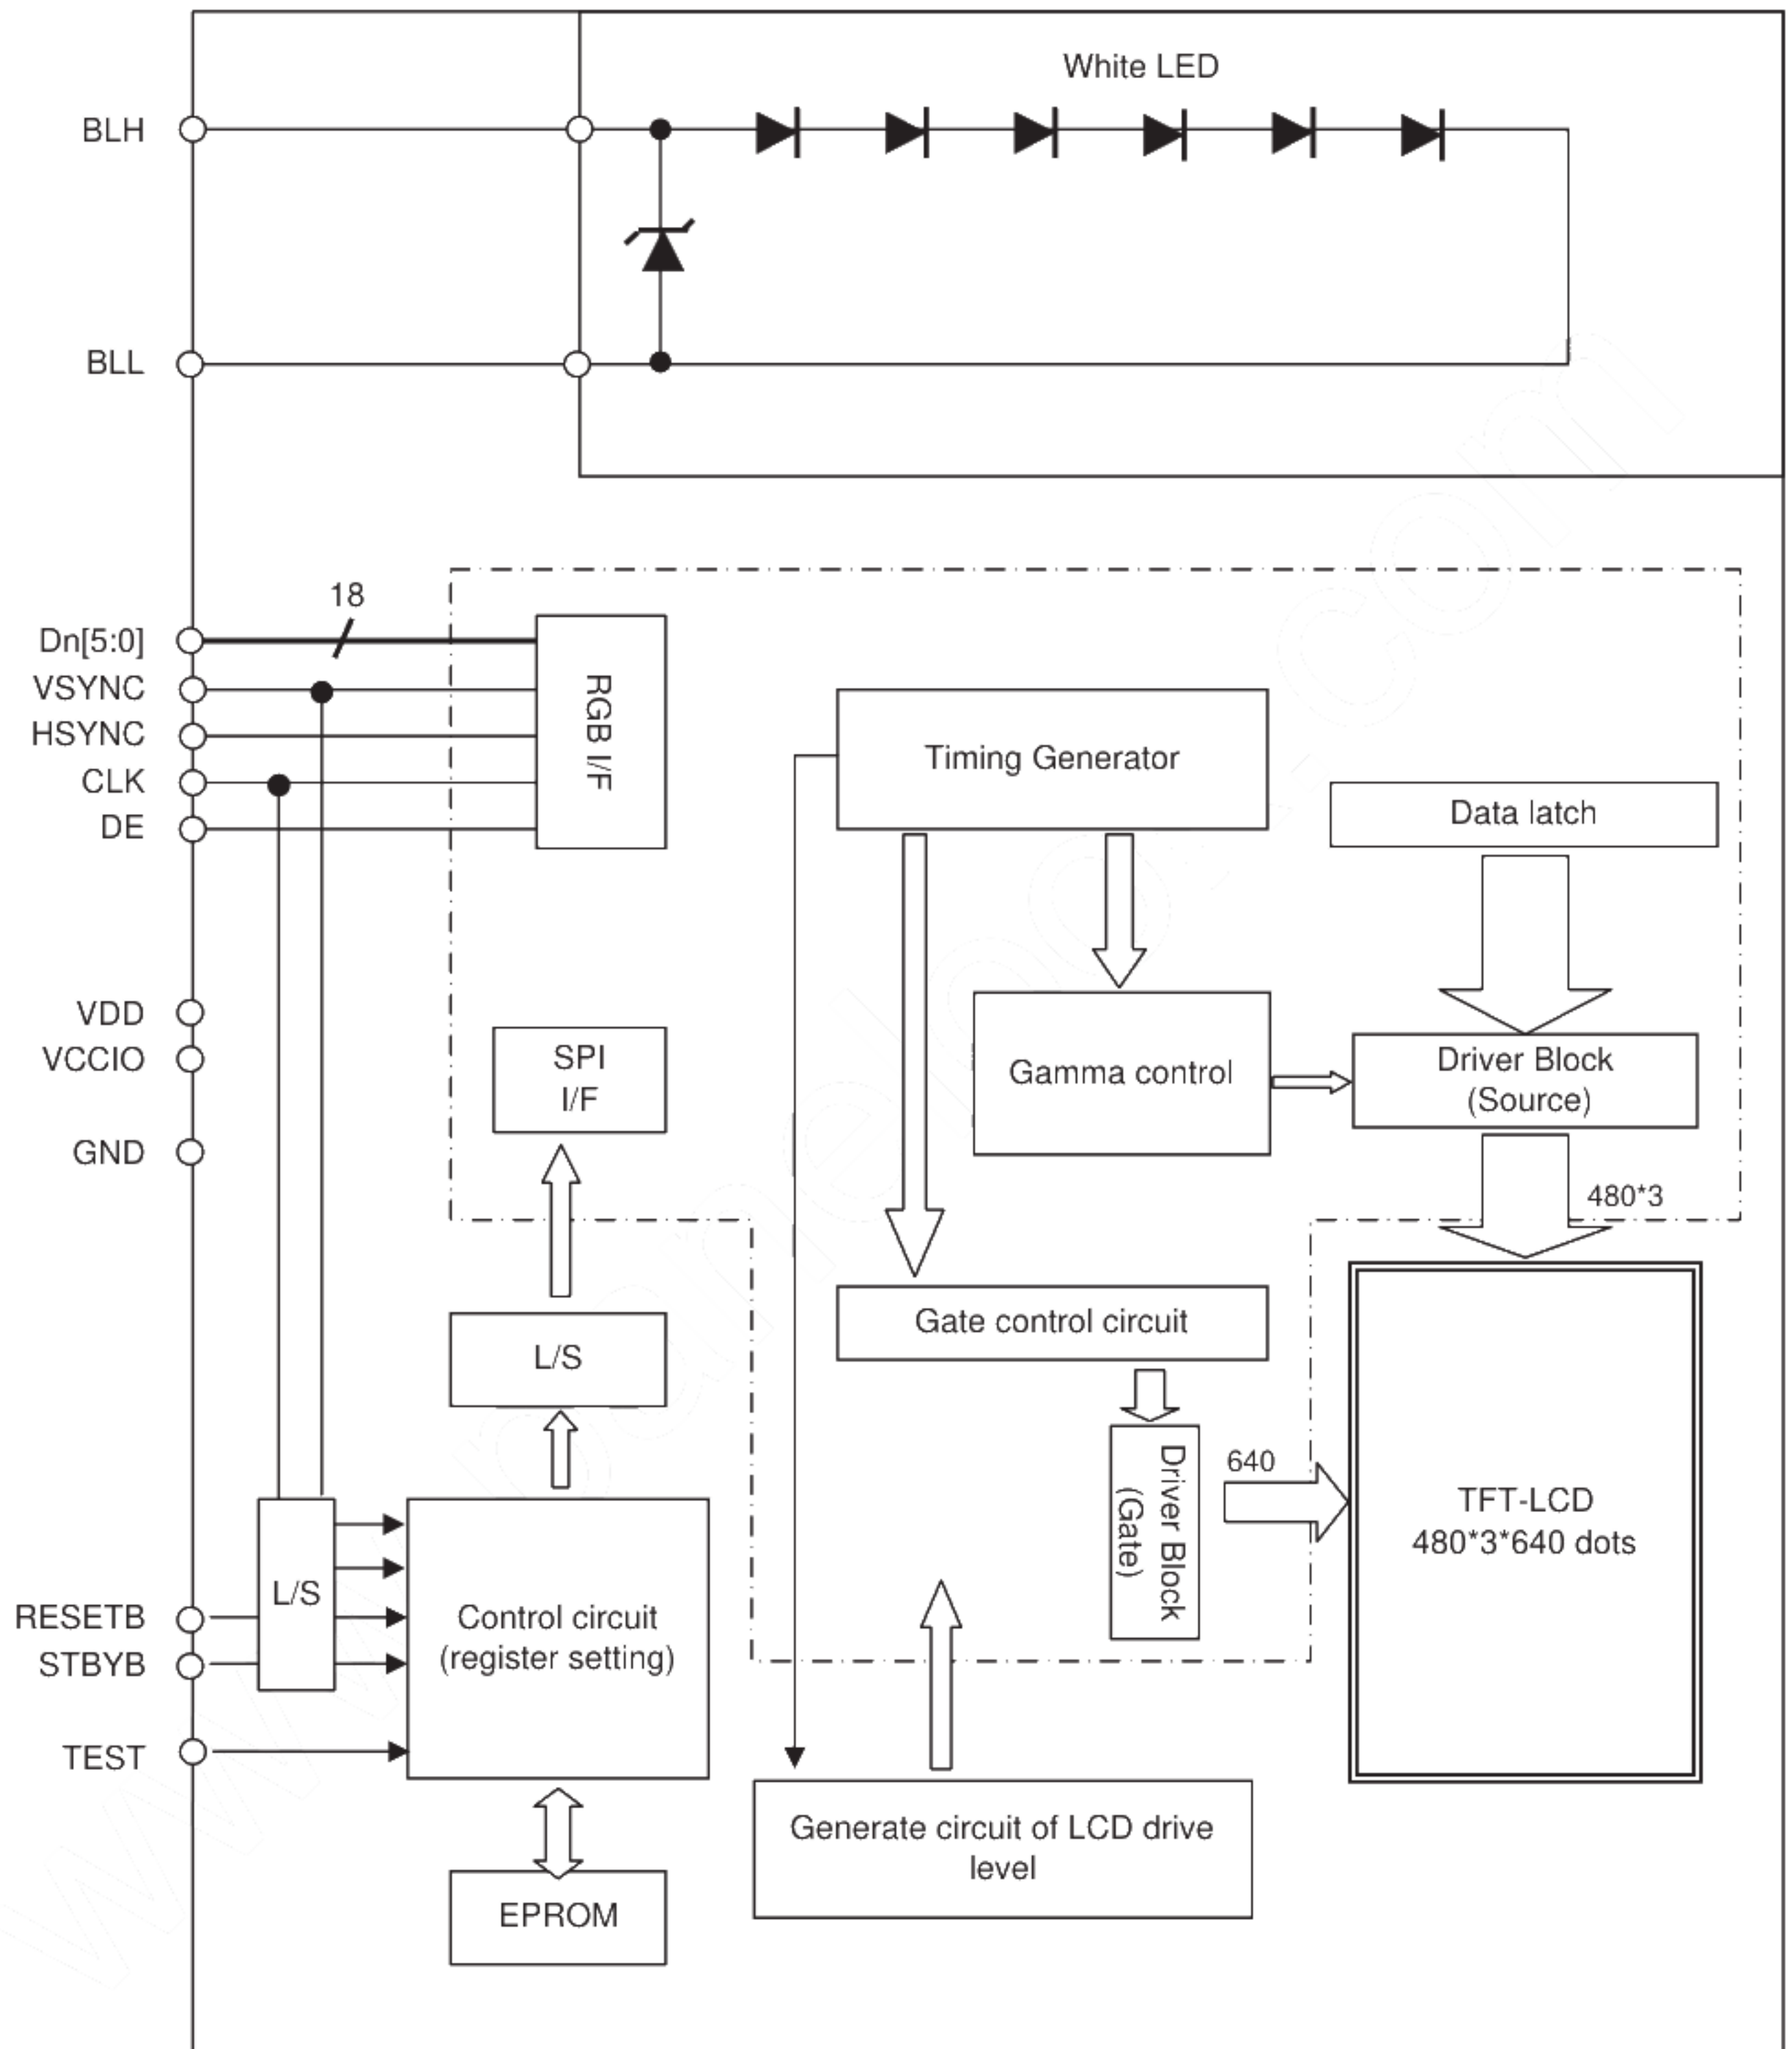 White LED
BLH
BLL
18
Dn[5:0]
VSYNC
HSYNC
CLK
DE
RGB I/F
Timing Generator
Data latch
VDD
VCCIO
GND
SPI
I/F
Gamma control
Driver Block
(Source)
480*3
Gate control circuit
L/S
Driver Block
(Gate)
640
TFT-LCD
480*3*640 dots
L/S
RESETB
STBYB
TEST
Control circuit
(register setting)
Generate circuit of LCD drive
level
EPROM